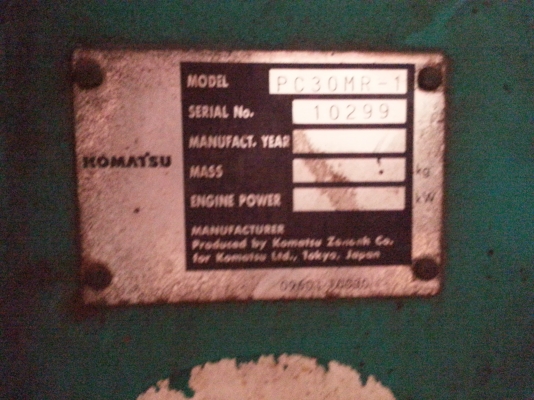 MODEL PC30MR-1
SERIAL No. 10299
MANUFACT. YEAR
KOMATSU
MASS kg
ENGINE POWER kW
MANUFACTURER
Produced by Komatsu Zenoah Co.
for Komatsu Ltd., Tokyo, Japan